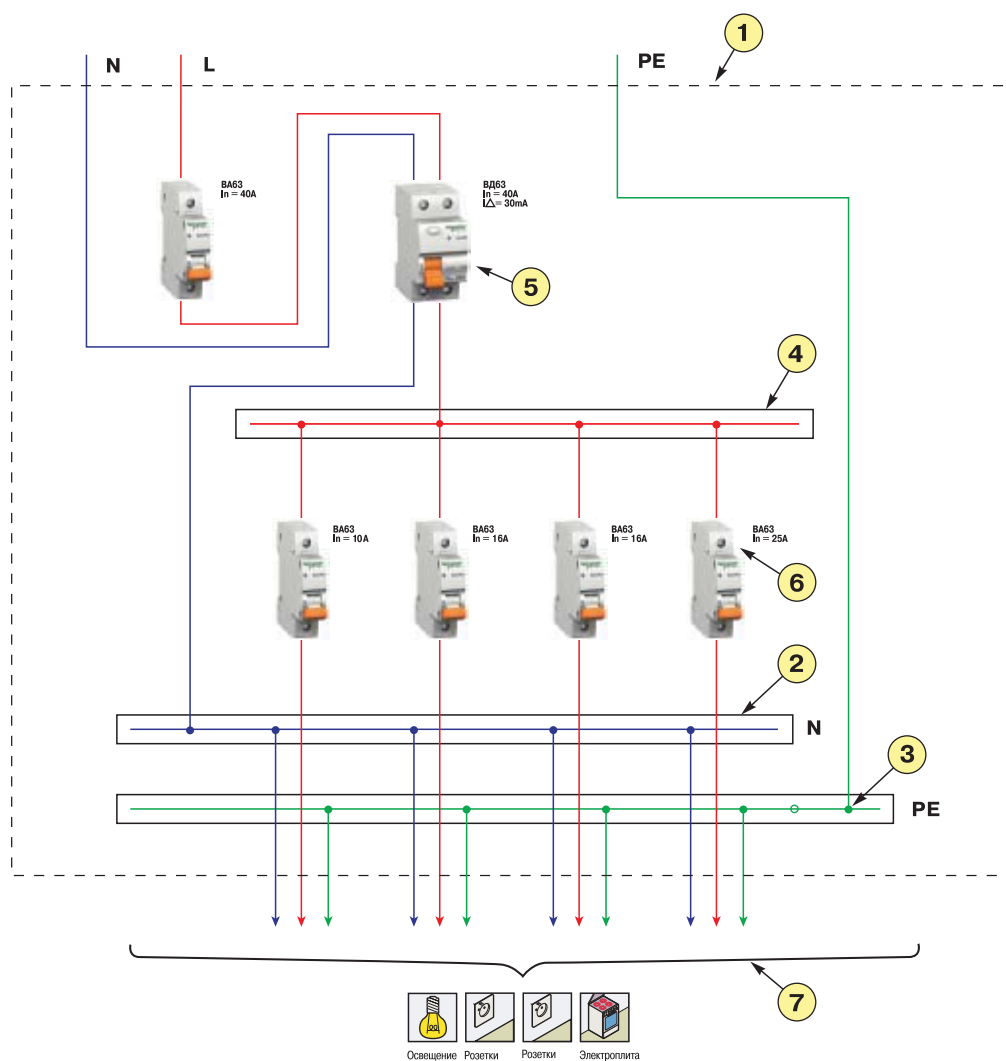 1
N
L
PE
ВА63
In = 40A
ВД63
In = 40A
I△= 30mA
5
4
ВА63
In = 10A
ВА63
In = 16A
ВА63
In = 16A
ВА63
In = 25A
6
2
N
3
PE
7
Освещение
Розетки
Розетки
Электроплита